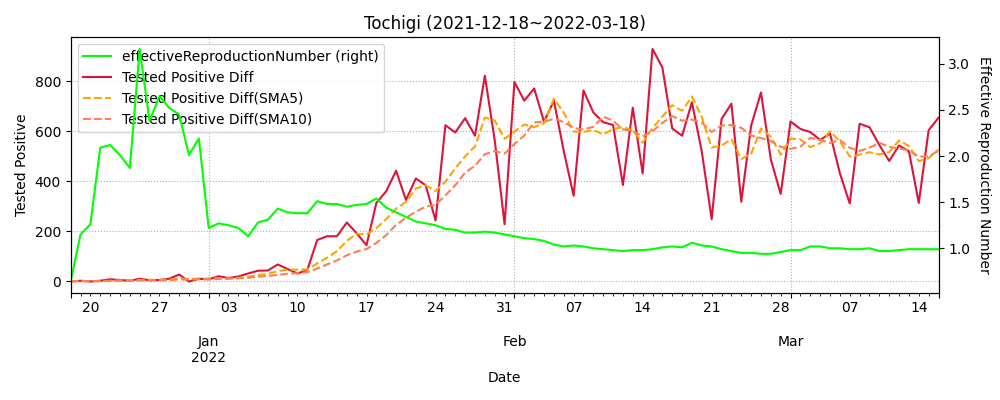 Tochigi (2021-12-18~2022-03-18)
effectiveReproductionNumber (right)
Tested Positive Diff
Tested Positive Diff(SMA5)
Tested Positive Diff(SMA10)
Tested Positive
800
600
400
200
0
3.0
2.5
2.0
1.5
1.0
Effective Reproduction Number
20 27 03 10 17 24 31 07 14 21 28 07 14
Jan Feb Mar
2022
Date